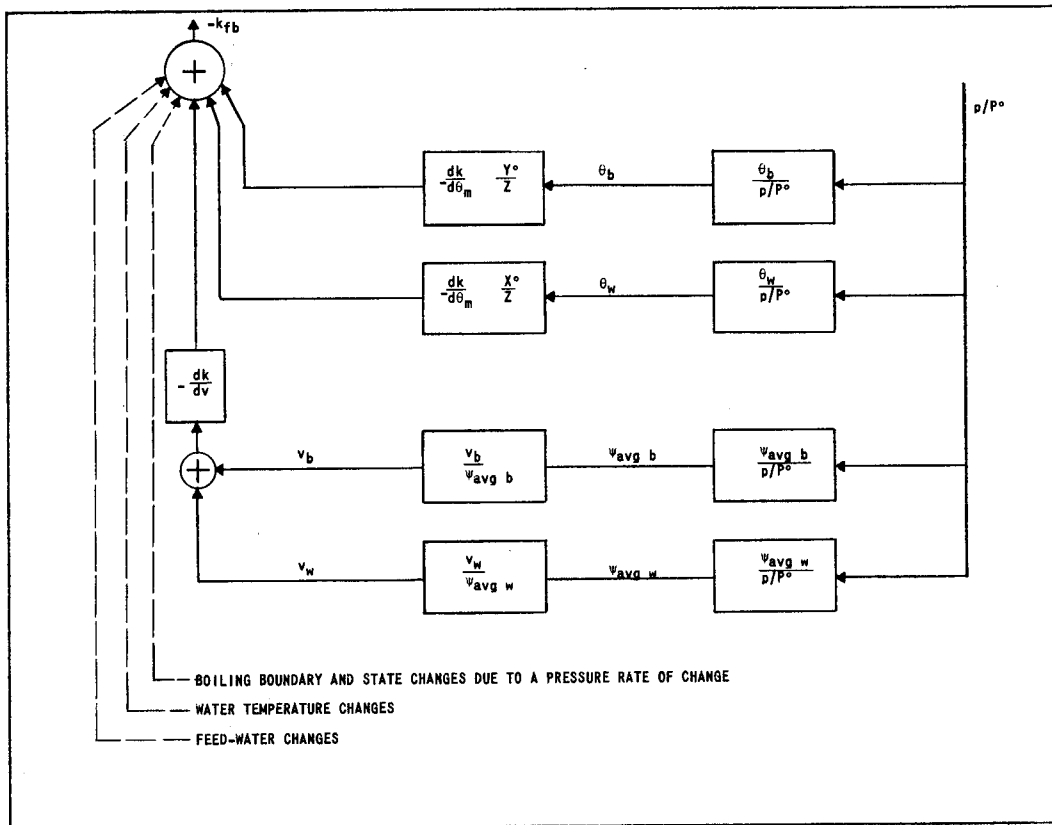 -k_fb
+
p/P°
-dk/dθ_m Y°/Z
θ_b
θ_b/p/P°
-dk/dθ_m X°/Z
θ_w
θ_w/p/P°
-dk/dv
+
v_b
v_b/Ψ_avg b
Ψ_avg b
Ψ_avg b/p/P°
v_w
v_w/Ψ_avg w
Ψ_avg w
Ψ_avg w/p/P°
BOILING BOUNDARY AND STATE CHANGES DUE TO A PRESSURE RATE OF CHANGE
WATER TEMPERATURE CHANGES
FEED-WATER CHANGES